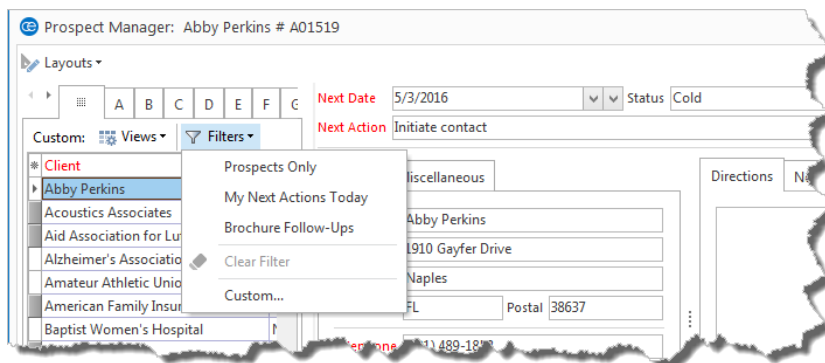 ce Prospect Manager: Abby Perkins # A01519
Layouts
A B C D E F G
Next Date 5/3/2016 Status Cold
Custom: Views Filters
Next Action Initiate contact
Client
Prospects Only
Miscellaneous
Directions
Abby Perkins
My Next Actions Today
Acoustics Associates
Abby Perkins
Aid Association for Lu
Brochure Follow-Ups
1910 Gayfer Drive
Alzheimer's Associatio
Clear Filter
Naples
Amateur Athletic Unio
Custom...
FL Postal 38637
American Family Insur
Baptist Women's Hospital